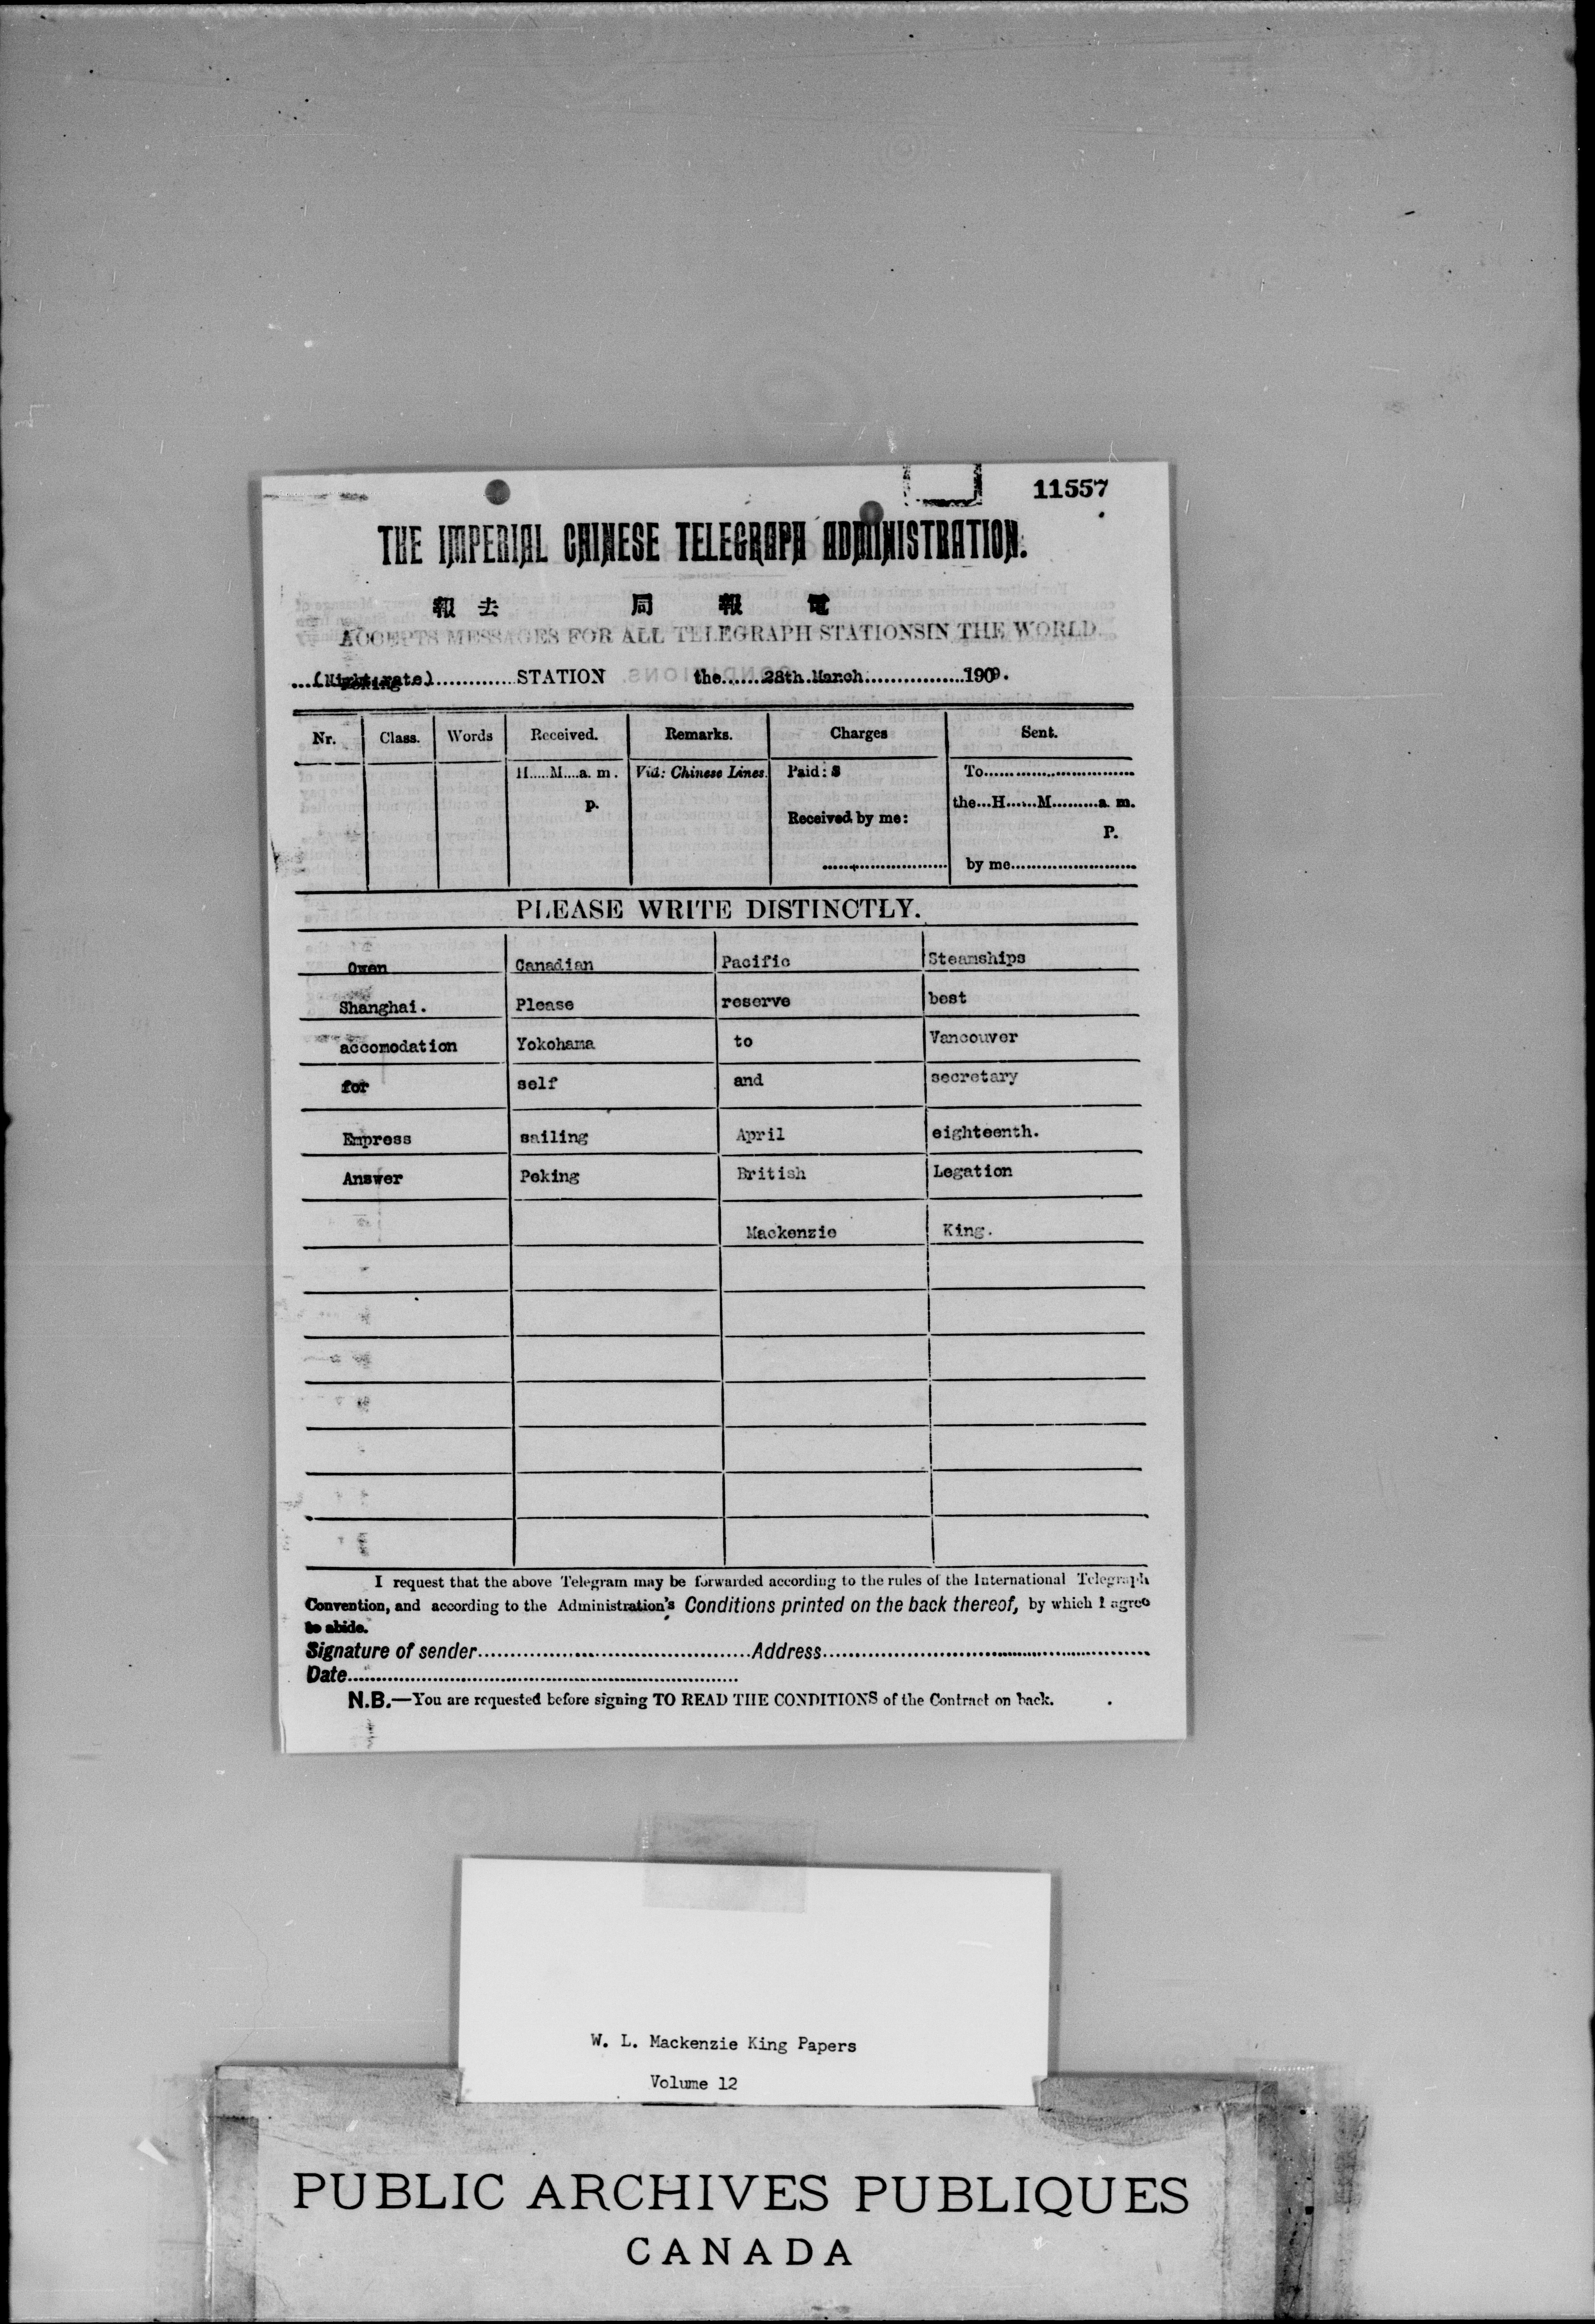 11557
THE IMPERIAL CHINESE TELEGRAPH ADMINISTRATION.
報去 局報電
ACCEPTS MESSAGES FOR ALL TELEGRAPH STATIONSIN THE WORLD.
....(Night rate).............STATION the......28th March.................1909.
Nr. Class. Words Received. Remarks. Charges Sent.
H.....M....a. m. Viâ: Chinese Lines. Paid: $ To..............................
p. the...H......M.........a. m.
Received by me: P.
........................ by me........................
PLEASE WRITE DISTINCTLY.
Owen Canadian Pacific Steamships
Shanghai. Please reserve best
accomodation Yokohama to Vancouver
for self and secretary
Empress sailing April eighteenth.
Answer Peking British Legation
Mackenzie King.
I request that the above Telegram may be forwarded according to the rules of the International Telegraph
Convention, and according to the Administration's Conditions printed on the back thereof, by which I agree
to abide.
Signature of sender..........................................Address..................................................
Date............................................................
N.B.—You are requested before signing TO READ THE CONDITIONS of the Contract on back.
W. L. Mackenzie King Papers
Volume 12
PUBLIC ARCHIVES PUBLIQUES
CANADA